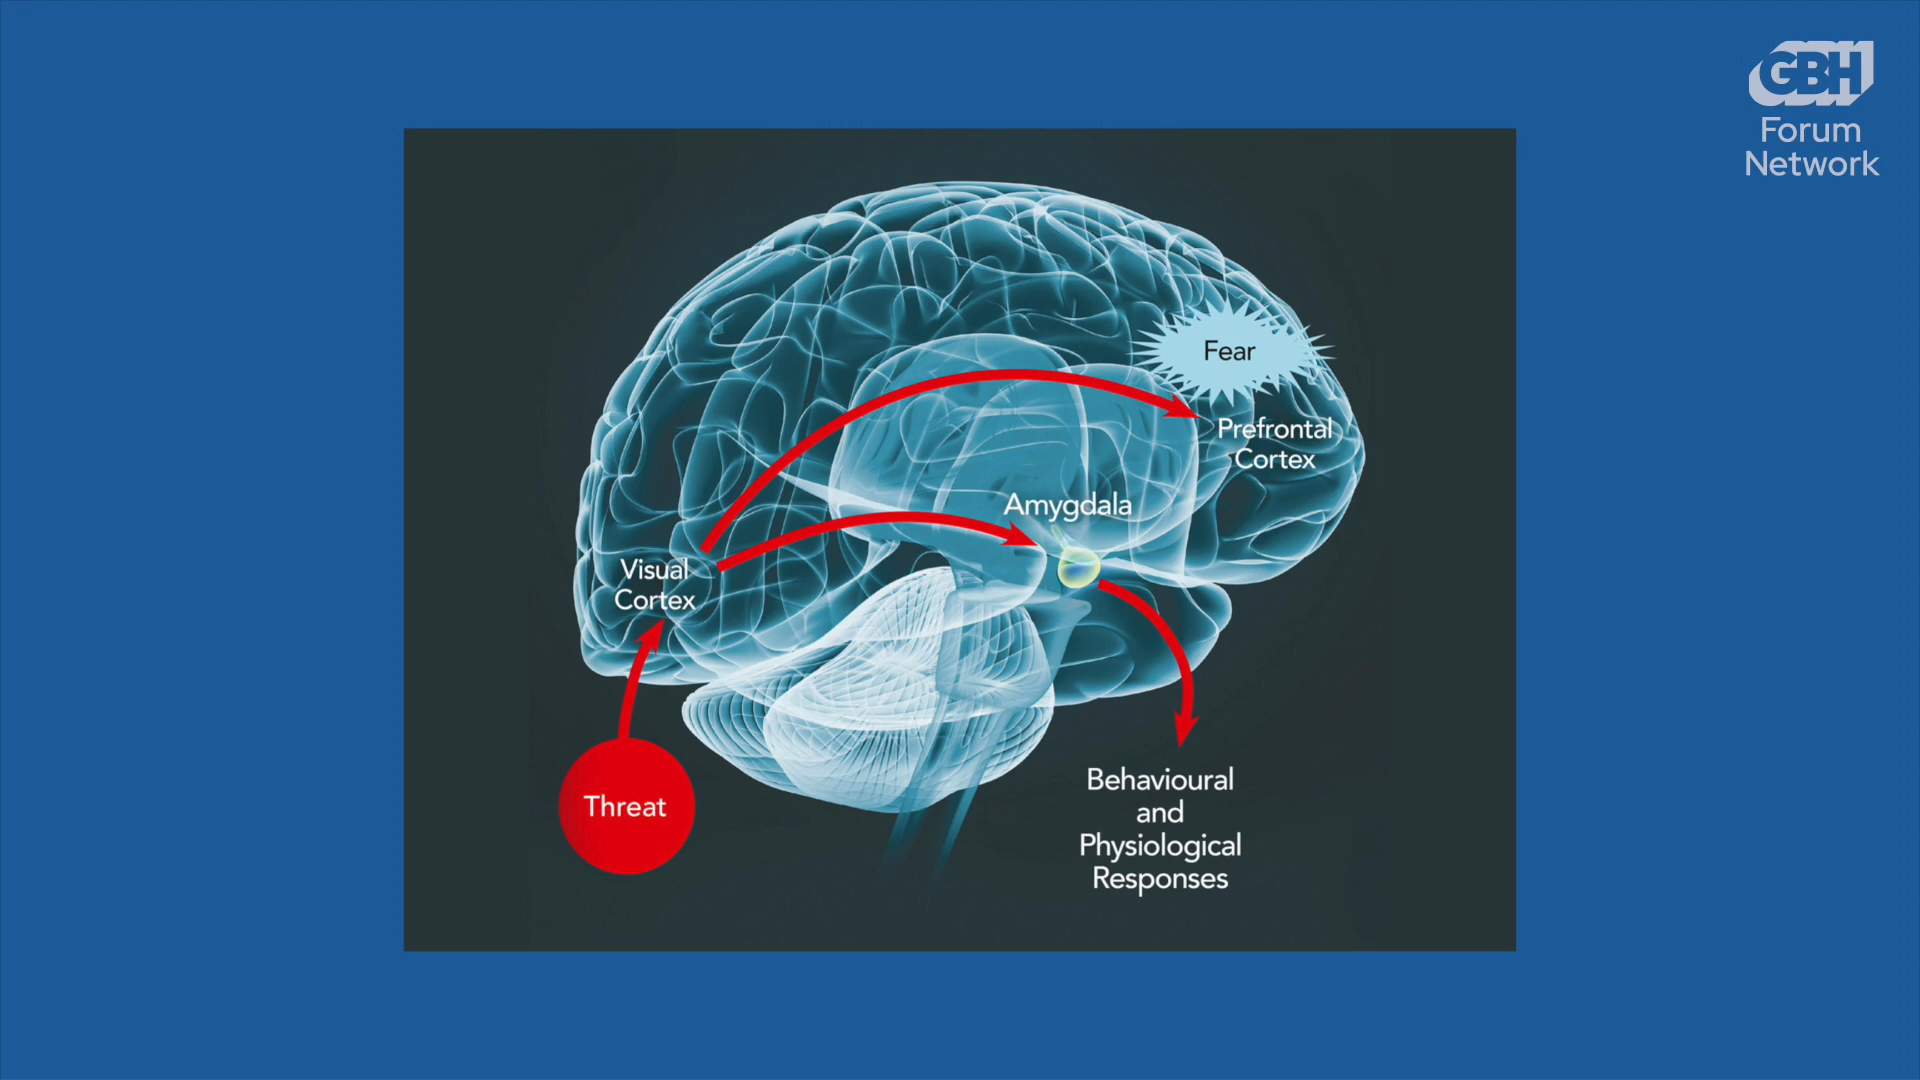 GBH
Forum
Network
Fear
Prefrontal
Cortex
Amygdala
Visual
Cortex
Threat
Behavioural
and
Physiological
Responses